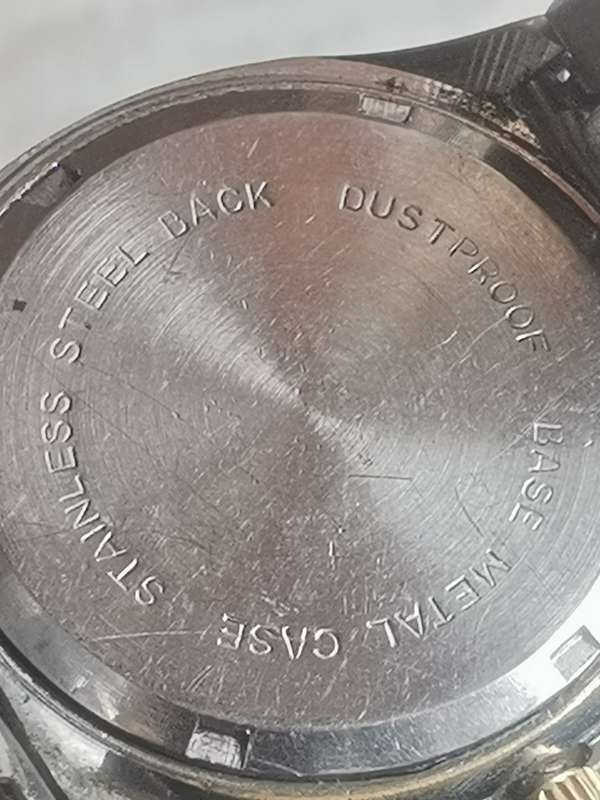 STAINLESS STEEL BACK
DUSTPROOF
BASE METAL CASE